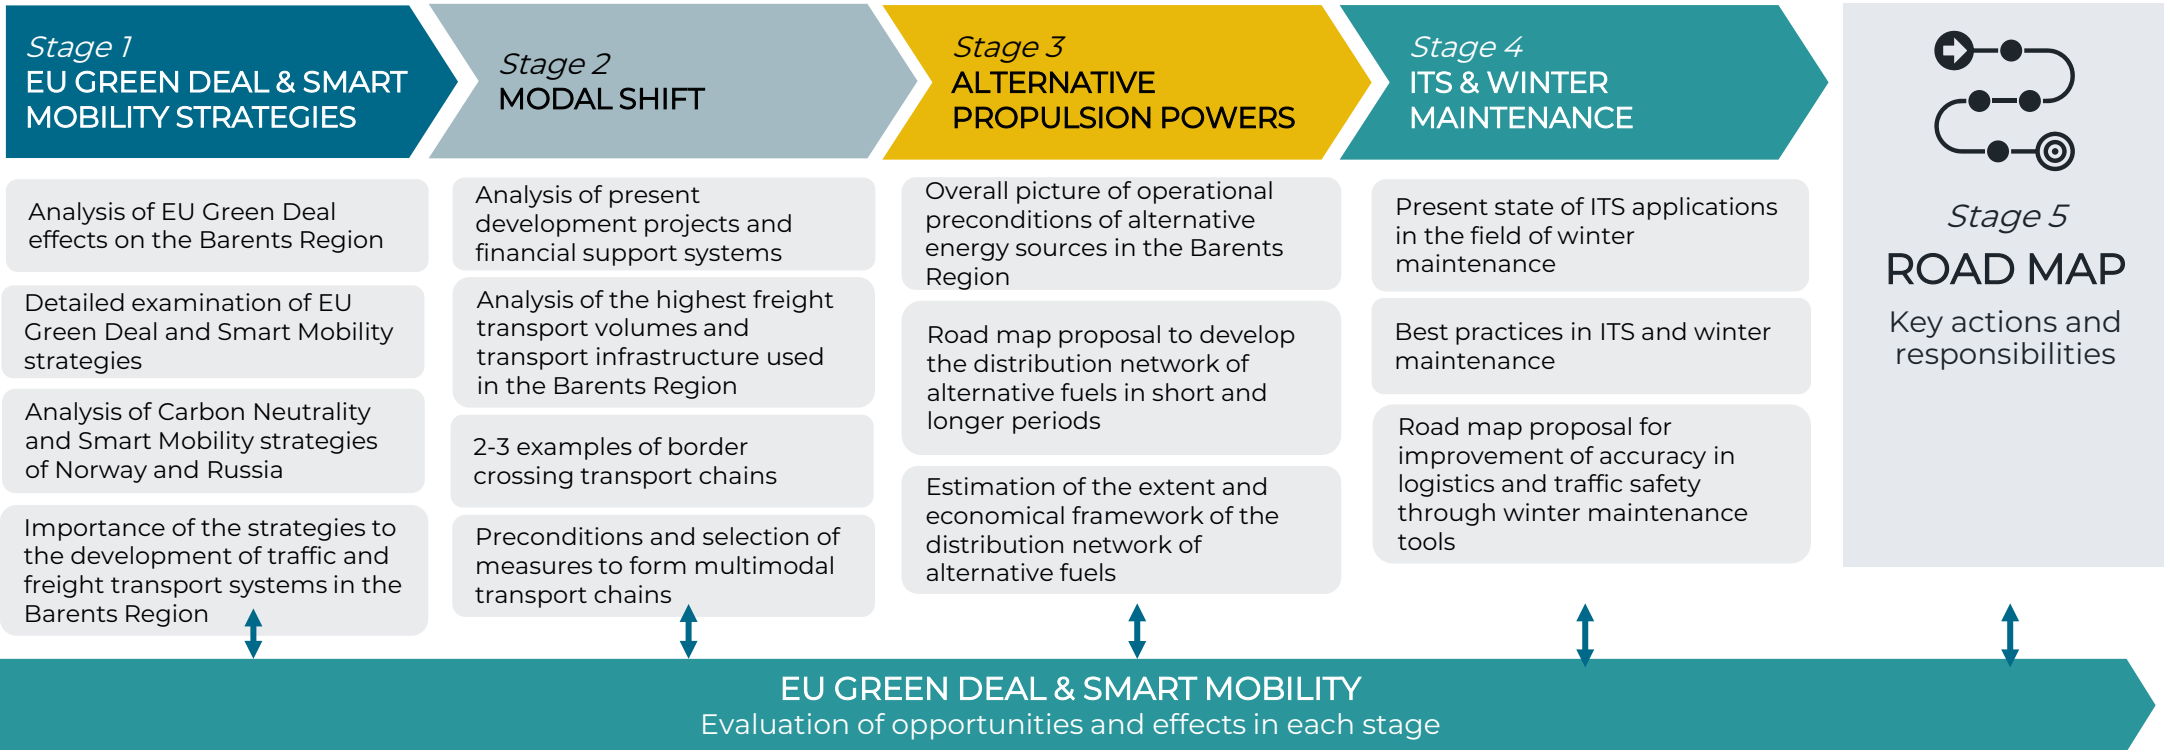 Stage 1
EU GREEN DEAL & SMART
MOBILITY STRATEGIES
Analysis of EU Green Deal
effects on the Barents Region
Detailed examination of EU
Green Deal and Smart Mobility
strategies
Analysis of Carbon Neutrality
and Smart Mobility strategies
of Norway and Russia
Importance of the strategies to
the development of traffic and
freight transport systems in the
Barents Region
Stage 2
MODAL SHIFT
Analysis of present
development projects and
financial support systems
Analysis of the highest freight
transport volumes and
transport infrastructure used
in the Barents Region
2-3 examples of border
crossing transport chains
Preconditions and selection of
measures to form multimodal
transport chains
Stage 3
ALTERNATIVE
PROPULSION POWERS
Overall picture of operational
preconditions of alternative
energy sources in the Barents
Region
Road map proposal to develop
the distribution network of
alternative fuels in short and
longer periods
Estimation of the extent and
economical framework of the
distribution network of
alternative fuels
Stage 4
ITS & WINTER
MAINTENANCE
Present state of ITS applications
in the field of winter
maintenance
Best practices in ITS and winter
maintenance
Road map proposal for
improvement of accuracy in
logistics and traffic safety
through winter maintenance
tools
Stage 5
ROAD MAP
Key actions and
responsibilities
EU GREEN DEAL & SMART MOBILITY
Evaluation of opportunities and effects in each stage